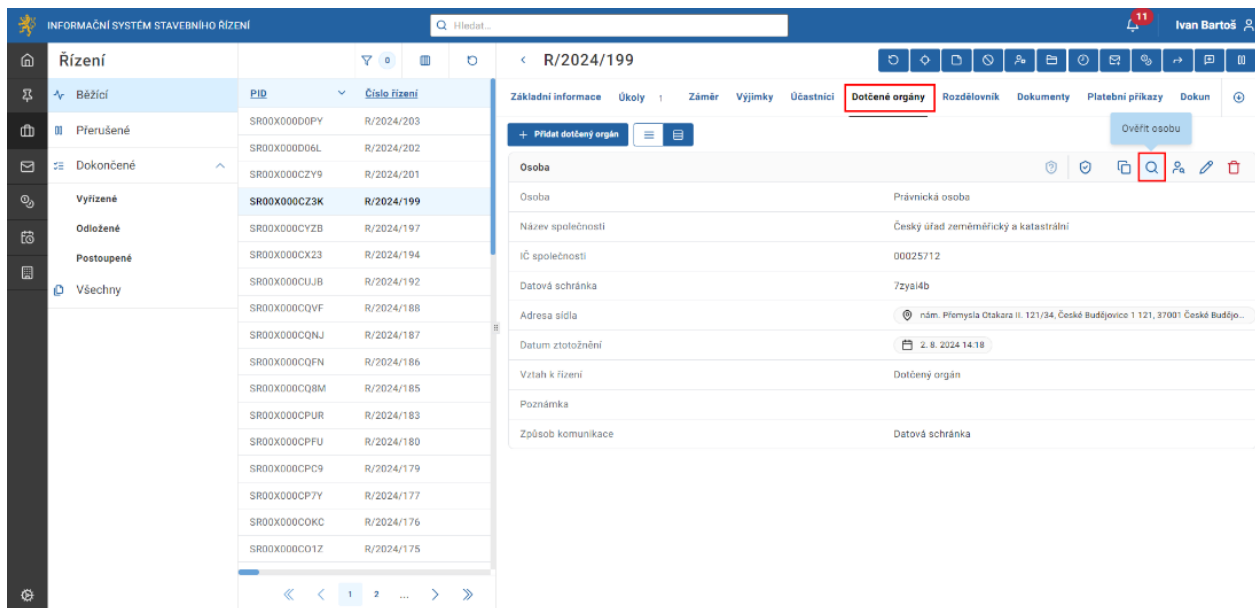 INFORMAČNÍ SYSTÉM STAVEBNÍHO ŘÍZENÍ
Hledat...
11
Ivan Bartoš
Řízení
0
R/2024/199
Běžící
Přerušené
Dokončené
Vyřízené
Odložené
Postoupené
Všechny
PID Číslo řízení
SR00X000D0PY R/2024/203
SR00X000D06L R/2024/202
SR00X000CZY9 R/2024/201
SR00X000CZ3K R/2024/199
SR00X000CYZB R/2024/197
SR00X000CX23 R/2024/194
SR00X000CUJB R/2024/192
SR00X000CQVF R/2024/188
SR00X000CQNJ R/2024/187
SR00X000CQFN R/2024/186
SR00X000CQ8M R/2024/185
SR00X000CPUR R/2024/183
SR00X000CPFU R/2024/180
SR00X000CPC9 R/2024/179
SR00X000CP7Y R/2024/177
SR00X000COKC R/2024/176
SR00X000CO1Z R/2024/175
1 2 ...
Základní informace Úkoly 1 Záměr Výjimky Účastníci Dotčené orgány Rozdělovník Dokumenty Platební příkazy Dokun
+ Přidat dotčený orgán
Ověřit osobu
Osoba
Osoba Právnická osoba
Název společnosti Český úřad zeměměřický a katastrální
IČ společnosti 00025712
Datová schránka 7zyai4b
Adresa sídla nám. Přemysla Otakara II. 121/34, České Budějovice 1 121, 37001 České Budějo...
Datum ztotožnění 2. 8. 2024 14:18
Vztah k řízení Dotčený orgán
Poznámka
Způsob komunikace Datová schránka